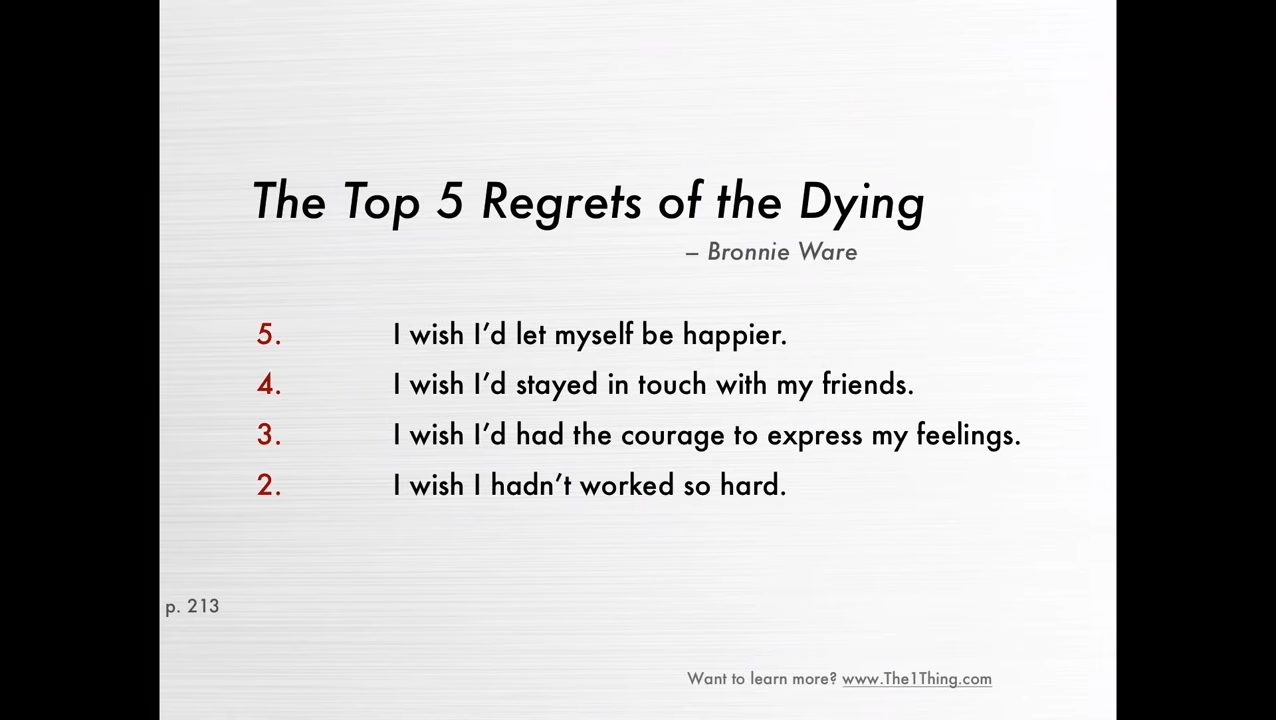 The Top 5 Regrets of the Dying
– Bronnie Ware
5. I wish I’d let myself be happier.
4. I wish I’d stayed in touch with my friends.
3. I wish I’d had the courage to express my feelings.
2. I wish I hadn’t worked so hard.
p. 213
Want to learn more? www.The1Thing.com